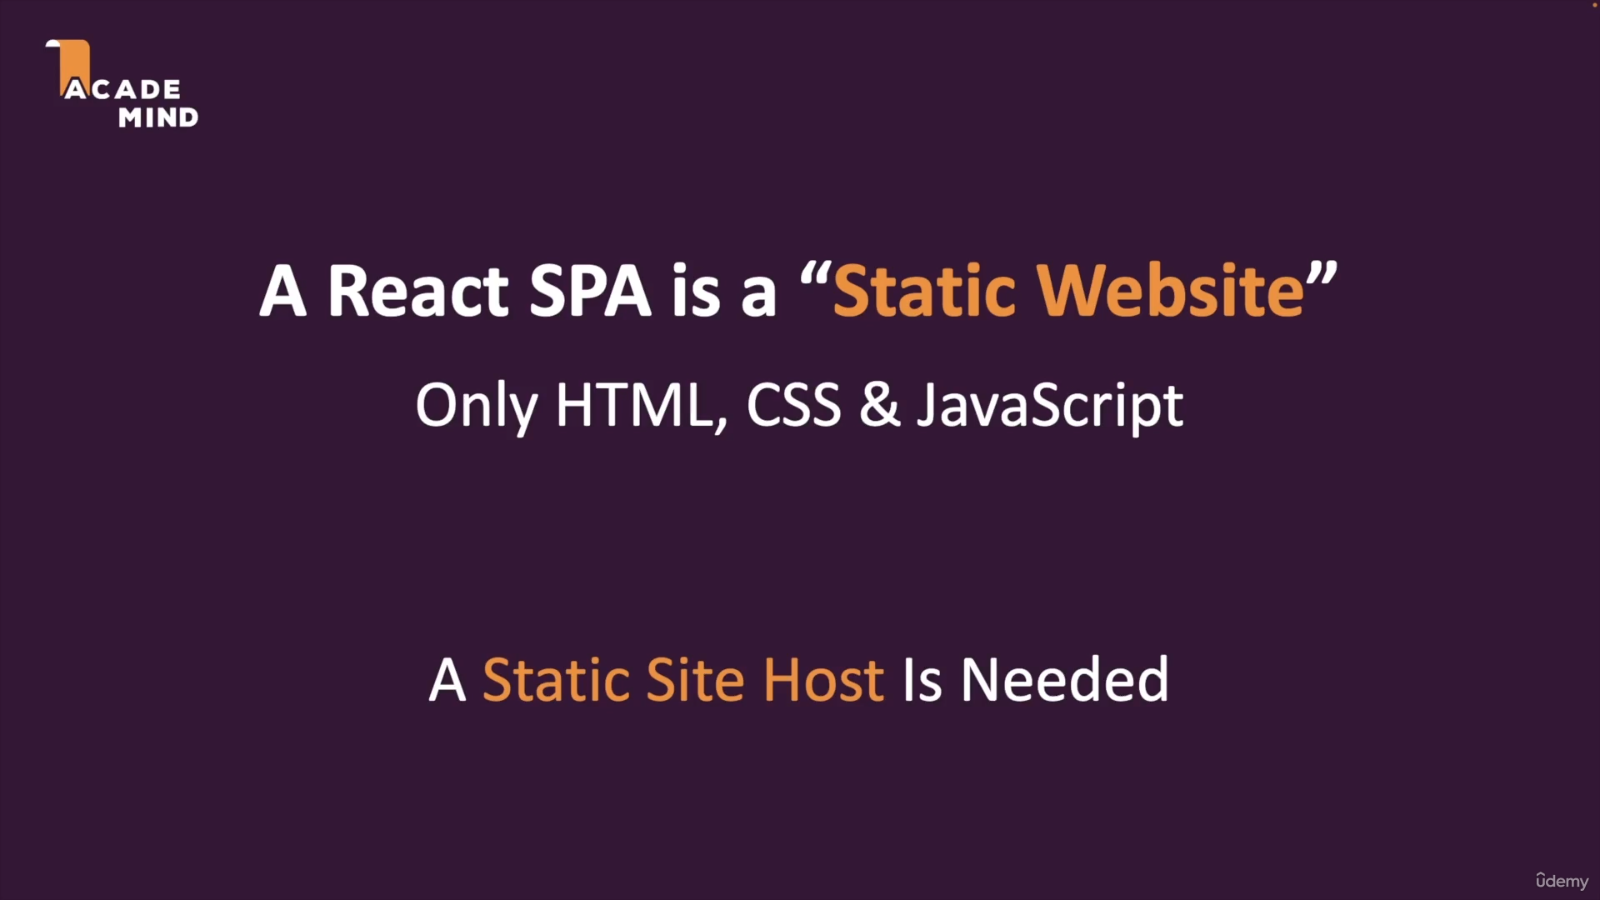 ACADE
MIND
A React SPA is a “Static Website”
Only HTML, CSS & JavaScript
A Static Site Host Is Needed
ûdemy